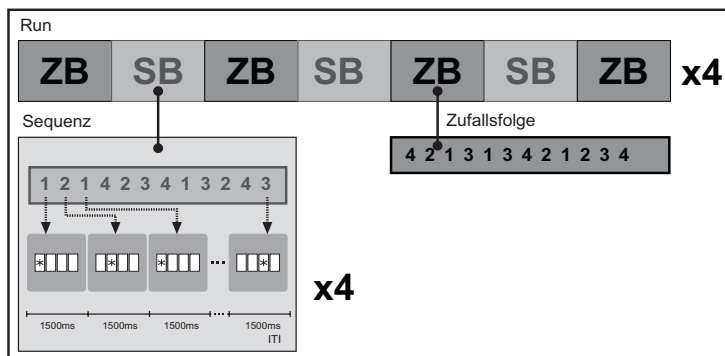 Run
ZB SB ZB SB ZB SB ZB x4
Sequenz
Zufallsfolge
4 2 1 3 1 3 4 2 1 2 3 4
1 2 1 4 2 3 4 1 3 2 4 3
* * * ... *
x4
1500ms 1500ms 1500ms 1500ms
ITI